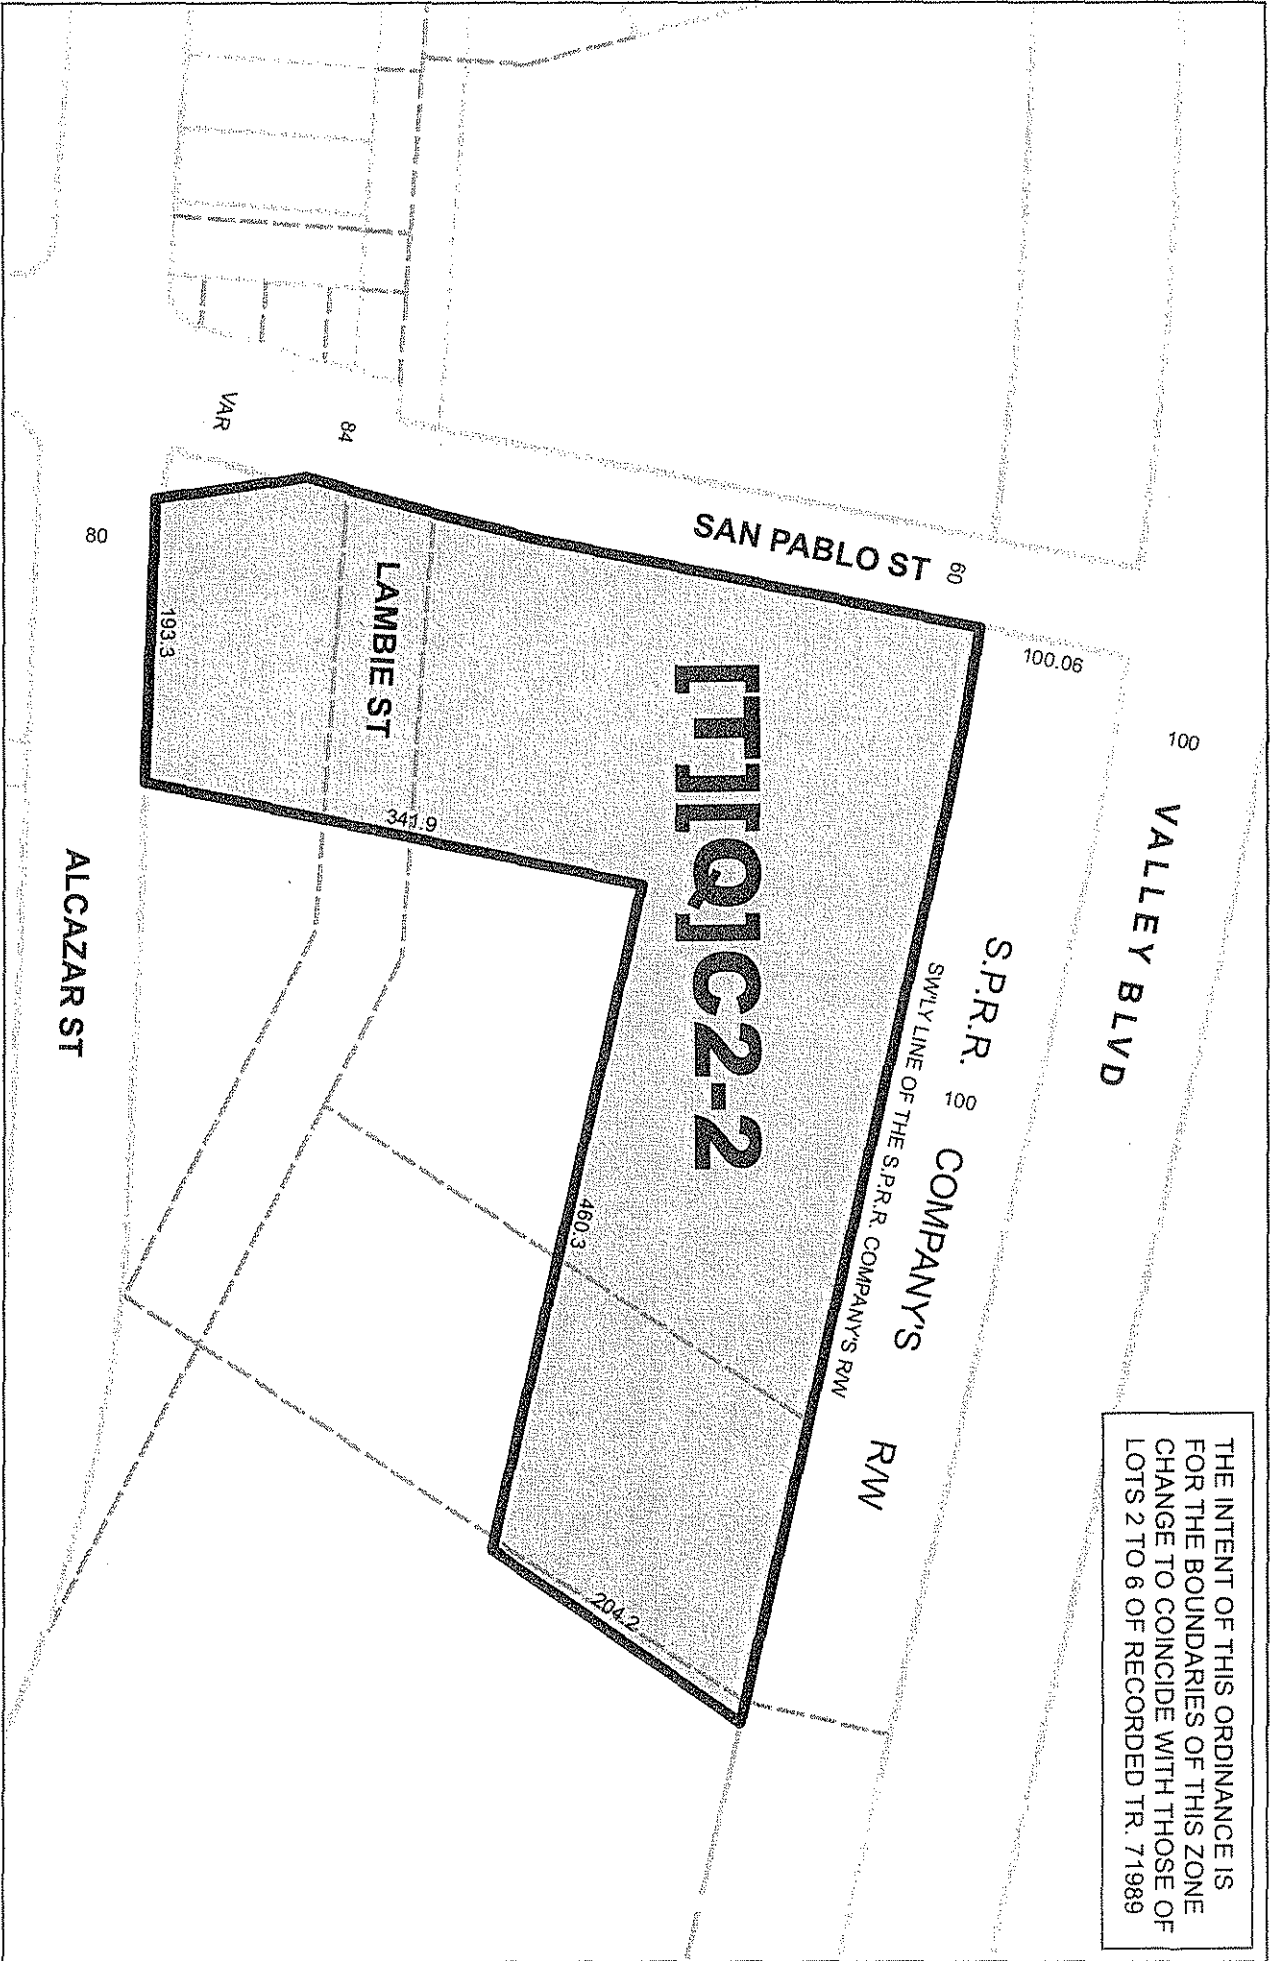 THE INTENT OF THIS ORDINANCE IS
FOR THE BOUNDARIES OF THIS ZONE
CHANGE TO COINCIDE WITH THOSE OF
LOTS 2 TO 6 OF RECORDED TR. 71989
100
VALLEY BLVD
100.06
S.P.R.R. 100 COMPANY'S R/W
SW'LY LINE OF THE S.P.R.R. COMPANY'S R/W
SAN PABLO ST
60
[T][Q]C2-2
204.2
460.3
341.9
LAMBIE ST
84
VAR
193.3
80
ALCAZAR ST